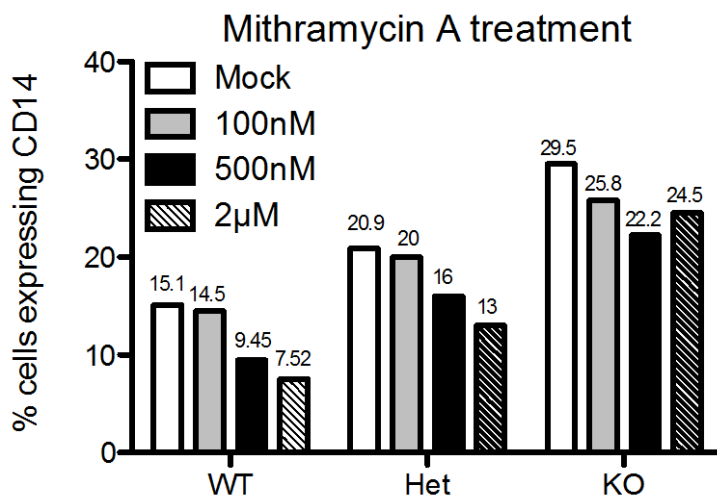 Mithramycin A treatment
% cells expressing CD14
40
30
20
10
0
Mock
100nM
500nM
2µM
15.1
14.5
9.45
7.52
20.9
20
16
13
29.5
25.8
22.2
24.5
WT
Het
KO